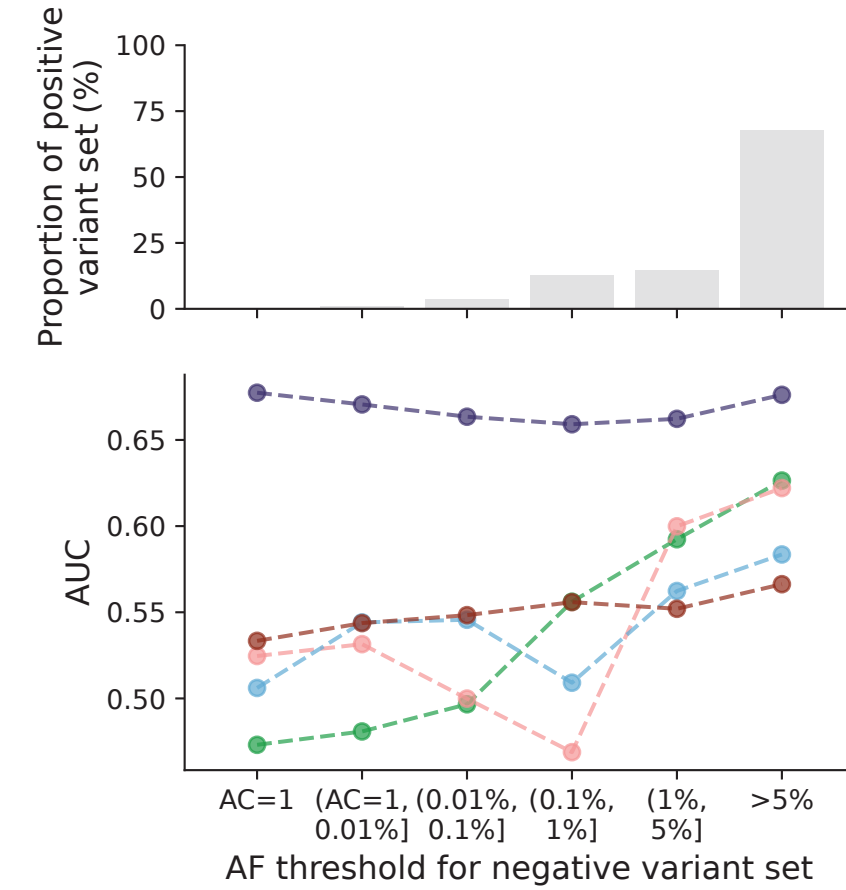 Proportion of positive
variant set (%)
100
75
50
25
0
AUC
0.65
0.60
0.55
0.50
AC=1 (AC=1, (0.01%, (0.1%, (1%, >5%
0.01%] 0.1%] 1%] 5%]
AF threshold for negative variant set